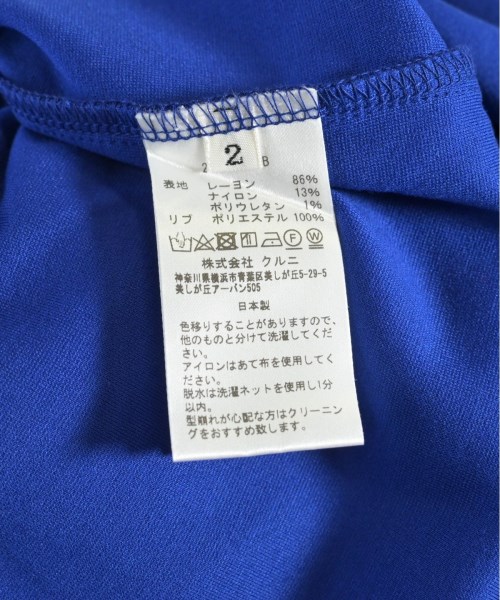 2
2 B
表地 レーヨン 86%
ナイロン 13%
ポリウレタン 1%
リブ ポリエステル 100%
F W
株式会社 クルニ
神奈川県横浜市青葉区美しが丘5-29-5
美しが丘アーバン505
日本製
色移りすることがありますので、
他のものと分けて洗濯してくだ
さい。
アイロンはあて布を使用してく
ださい。
脱水は洗濯ネットを使用し1分
以内。
型崩れが心配な方はクリーニン
グをおすすめ致します。